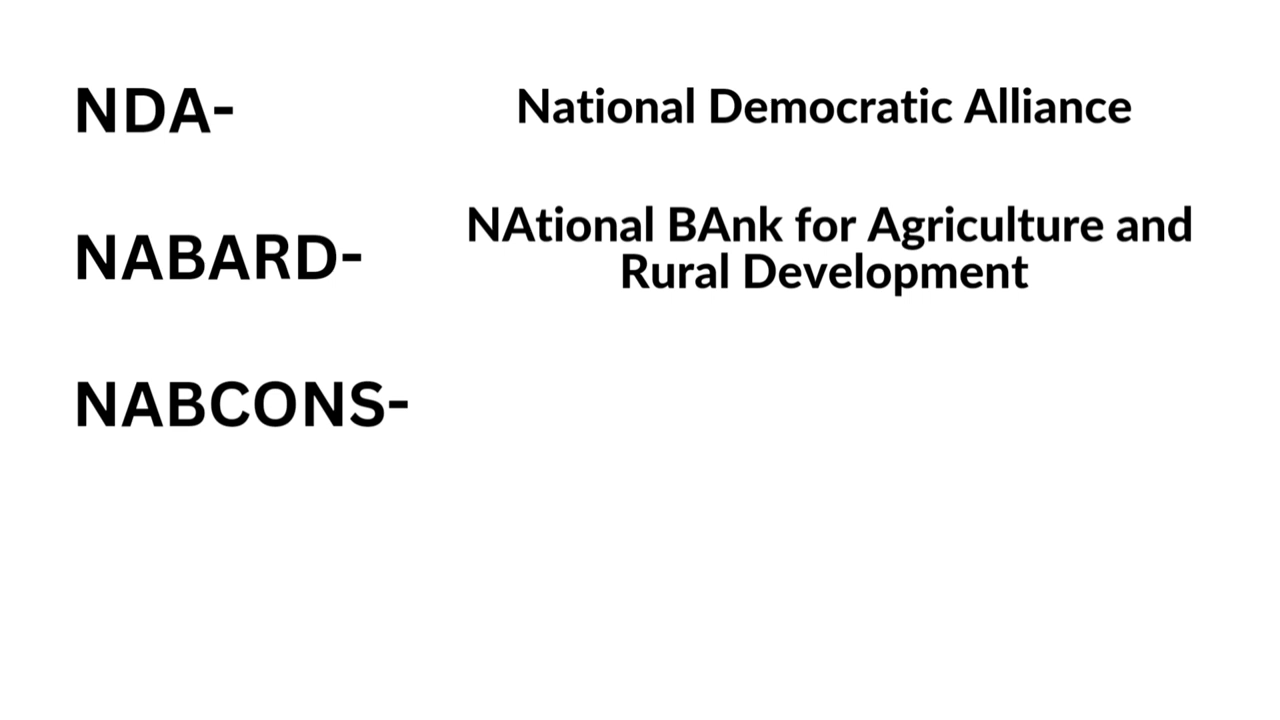 NDA- National Democratic Alliance
NABARD- NAtional BAnk for Agriculture and
Rural Development
NABCONS-